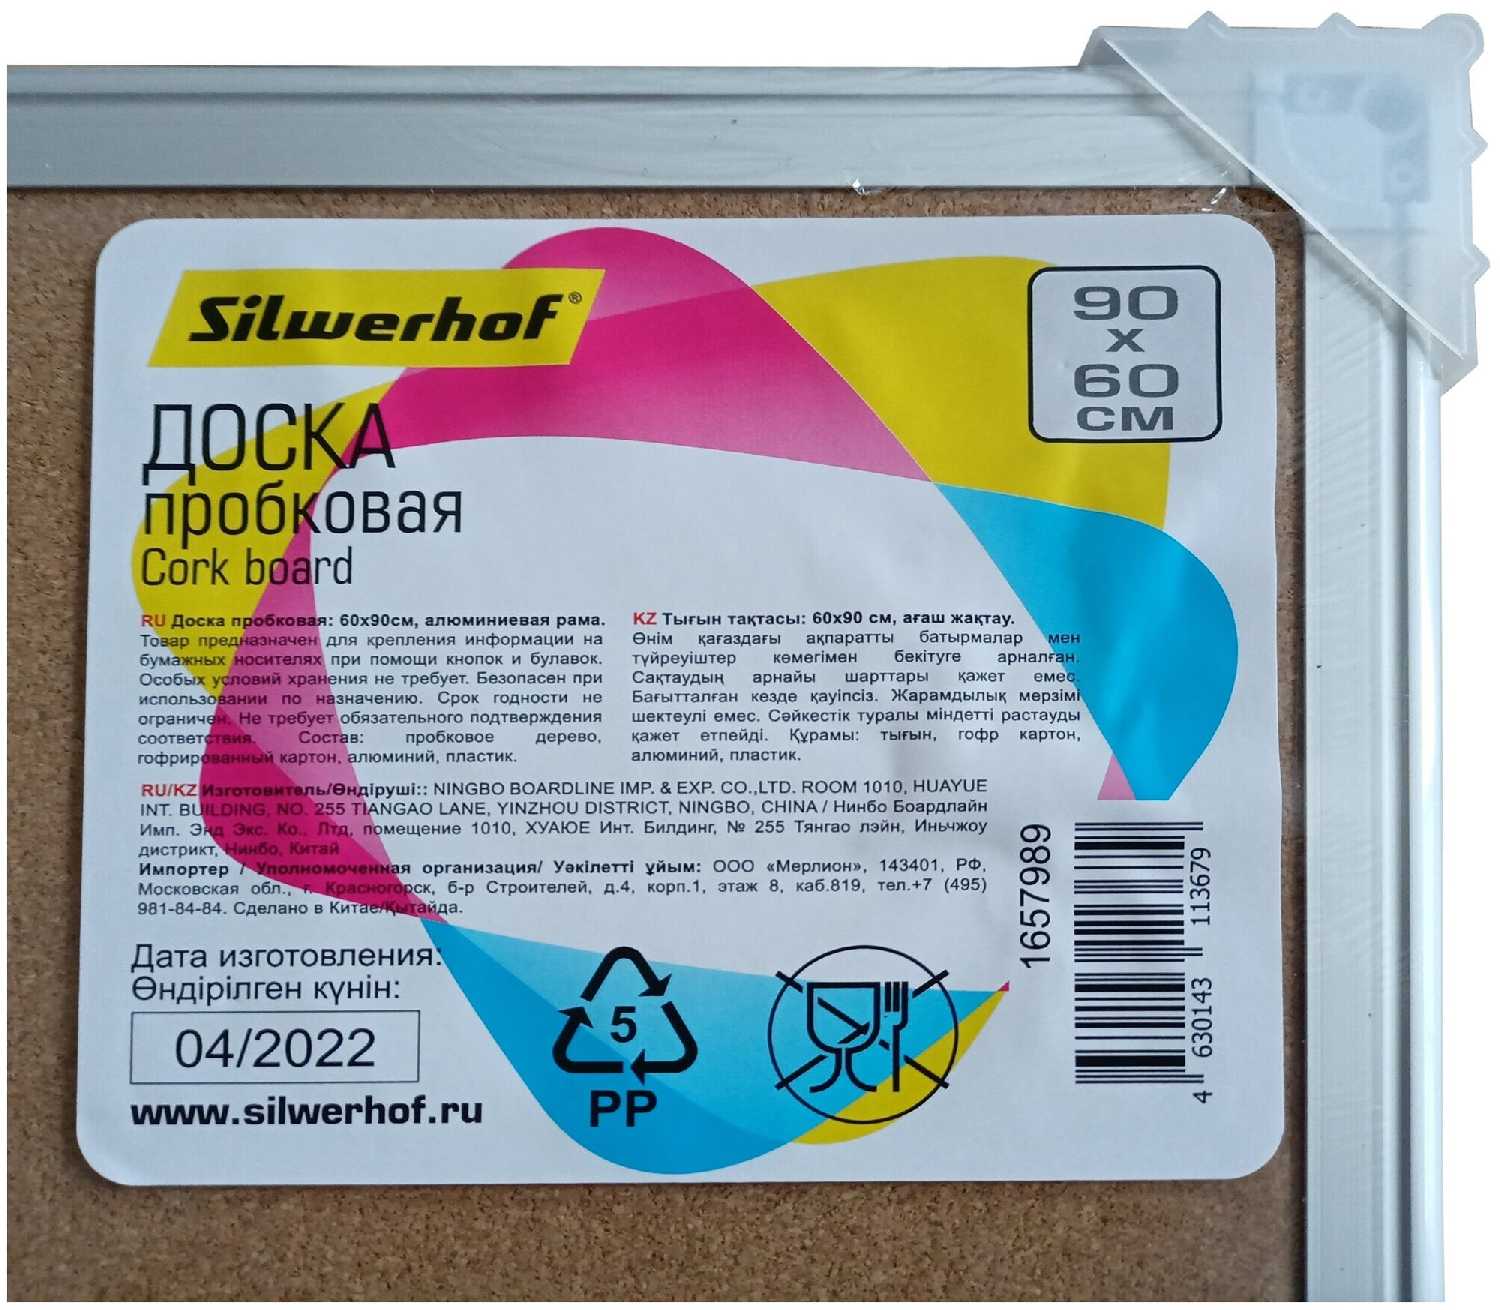 Silwerhof®
90
x
60
СМ
ДОСКА
пробковая
Cork board
RU Доска пробковая: 60х90см, алюминиевая рама.
Товар предназначен для крепления информации на
бумажных носителях при помощи кнопок и булавок.
Особых условий хранения не требует. Безопасен при
использовании по назначению. Срок годности не
ограничен. Не требует обязательного подтверждения
соответствия. Состав: пробковое дерево,
гофрированный картон, алюминий, пластик.
KZ Тығын тақтасы: 60х90 см, ағаш жақтау.
Өнім қағаздағы ақпаратты батырмалар мен
түйреуіштер көмегімен бекітуге арналған.
Сақтаудың арнайы шарттары қажет емес.
Бағытталған кезде қауіпсіз. Жарамдылық мерзімі
шектеулі емес. Сәйкестік туралы міндетті растауды
қажет етпейді. Құрамы: тығын, гофр картон,
алюминий, пластик.
RU/KZ Изготовитель/Өндіруші:: NINGBO BOARDLINE IMP. & EXP. CO.,LTD. ROOM 1010, HUAYUE
INT. BUILDING, NO. 255 TIANGAO LANE, YINZHOU DISTRICT, NINGBO, CHINA / Нинбо Боардлайн
Имп. Энд Экс. Ко., Лтд, помещение 1010, ХУАЮЕ Инт. Билдинг, № 255 Тянгао лэйн, Иньчжоу
дистрикт, Нинбо, Китай
Импортер / Уполномоченная организация/ Уәкілетті ұйым: ООО «Мерлион», 143401, РФ,
Московская обл., г. Красногорск, б-р Строителей, д.4, корп.1, этаж 8, каб.819, тел.+7 (495)
981-84-84. Сделано в Китае/Қытайда.
Дата изготовления:
Өндірілген күнін:
04/2022
www.silwerhof.ru
5
PP
1657989
4 630143 113679